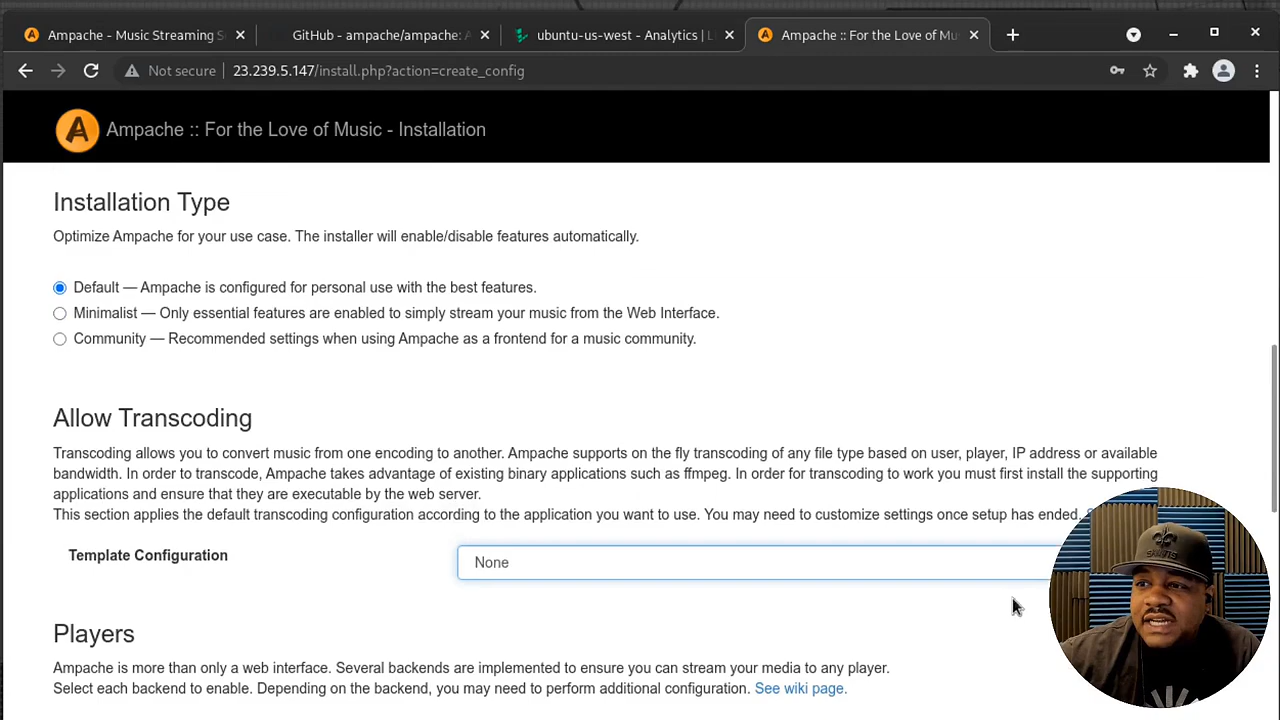 Ampache - Music Streaming S
GitHub - ampache/ampache: A
ubuntu-us-west - Analytics | L
Ampache :: For the Love of Mu
Not secure
23.239.5.147/install.php?action=create_config
Ampache :: For the Love of Music - Installation
Installation Type
Optimize Ampache for your use case. The installer will enable/disable features automatically.
Default — Ampache is configured for personal use with the best features.
Minimalist — Only essential features are enabled to simply stream your music from the Web Interface.
Community — Recommended settings when using Ampache as a frontend for a music community.
Allow Transcoding
Transcoding allows you to convert music from one encoding to another. Ampache supports on the fly transcoding of any file type based on user, player, IP address or available
bandwidth. In order to transcode, Ampache takes advantage of existing binary applications such as ffmpeg. In order for transcoding to work you must first install the supporting
applications and ensure that they are executable by the web server.
This section applies the default transcoding configuration according to the application you want to use. You may need to customize settings once setup has ended.
Template Configuration
None
SAINTS
Players
Ampache is more than only a web interface. Several backends are implemented to ensure you can stream your media to any player.
Select each backend to enable. Depending on the backend, you may need to perform additional configuration. See wiki page.